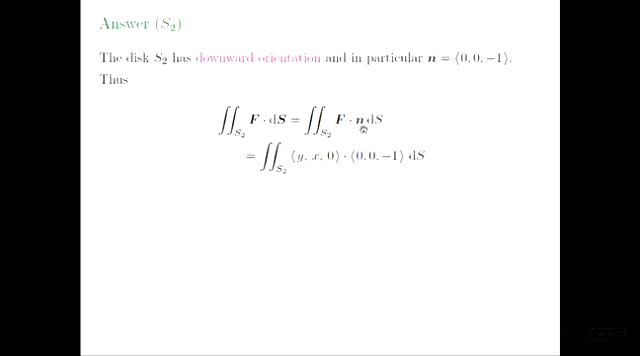 Answer (S₂)
The disk S₂ has downward orientation and in particular n = ⟨0, 0, −1⟩.
Thus
∬_{S₂} F · dS = ∬_{S₂} F · n dS
= ∬_{S₂} ⟨y, x, 0⟩ · ⟨0, 0, −1⟩ dS